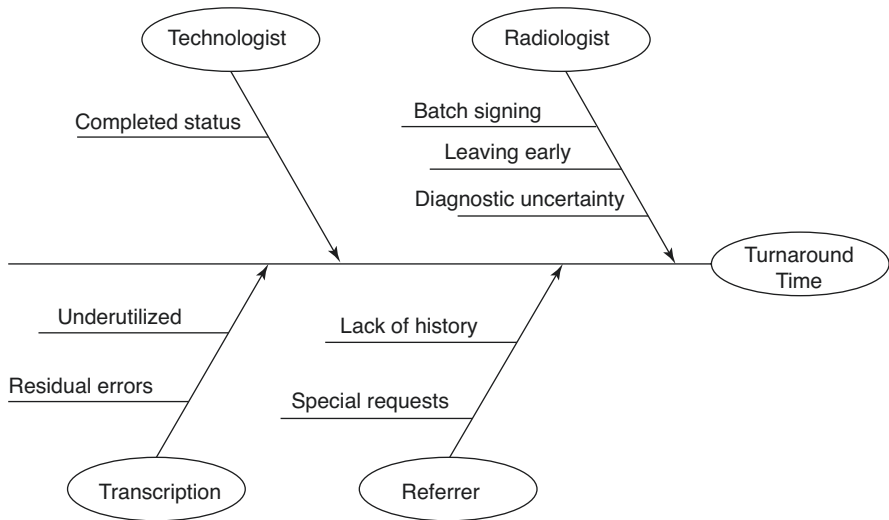 Technologist
Radiologist
Completed status
Batch signing
Leaving early
Diagnostic uncertainty
Turnaround
Time
Underutilized
Residual errors
Lack of history
Special requests
Transcription
Referrer